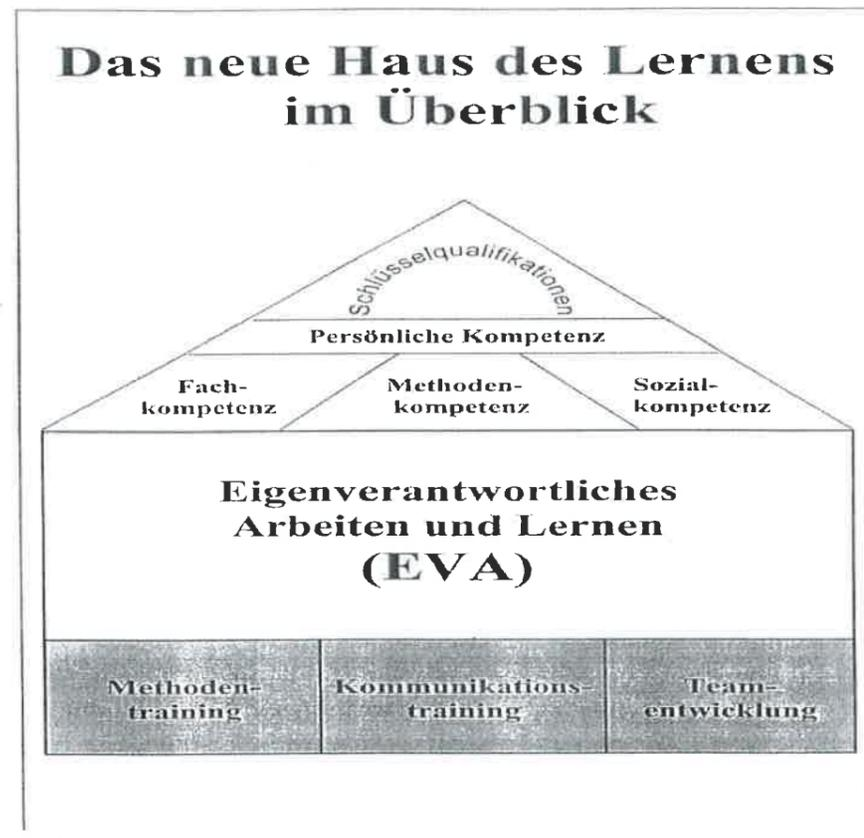 Das neue Haus des Lernens
im Überblick
Schlüsselqualifikationen
Persönliche Kompetenz
Fach-
kompetenz
Methoden-
kompetenz
Sozial-
kompetenz
Eigenverantwortliches
Arbeiten und Lernen
(EVA)
Methoden-
training
Kommunikations-
training
Team-
entwicklung